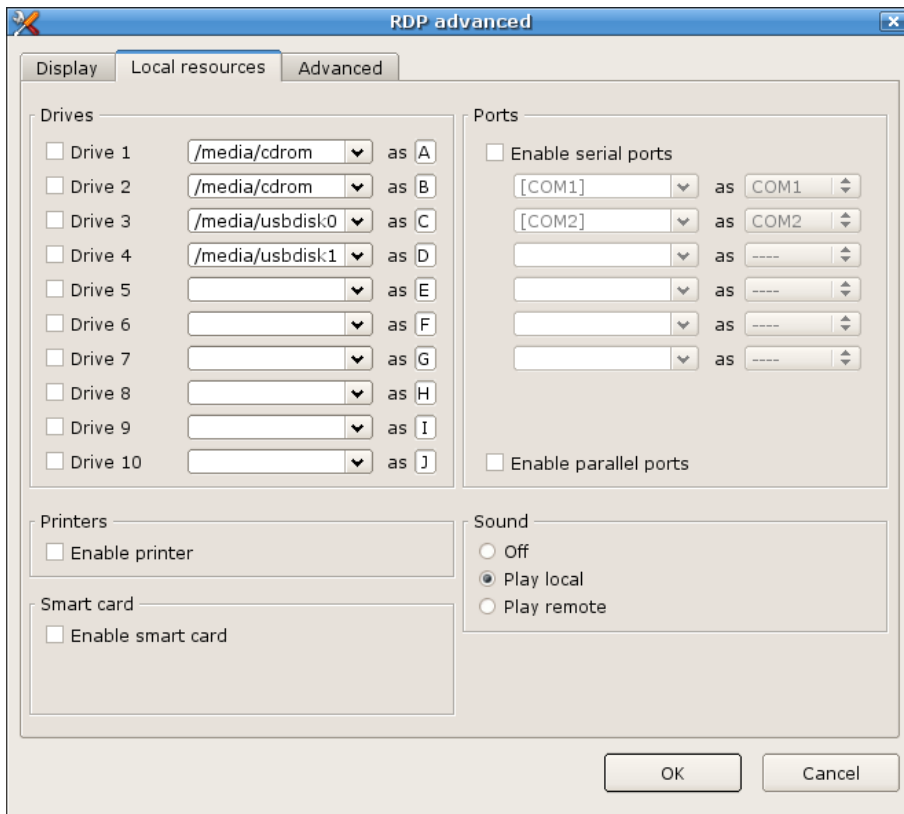 RDP advanced
Display Local resources Advanced
Drives
Drive 1 /media/cdrom as A
Drive 2 /media/cdrom as B
Drive 3 /media/usbdisk0 as C
Drive 4 /media/usbdisk1 as D
Drive 5 as E
Drive 6 as F
Drive 7 as G
Drive 8 as H
Drive 9 as I
Drive 10 as J
Ports
Enable serial ports
[COM1] as COM1
[COM2] as COM2
as ----
as ----
as ----
as ----
Enable parallel ports
Printers
Enable printer
Smart card
Enable smart card
Sound
Off
Play local
Play remote
OK Cancel